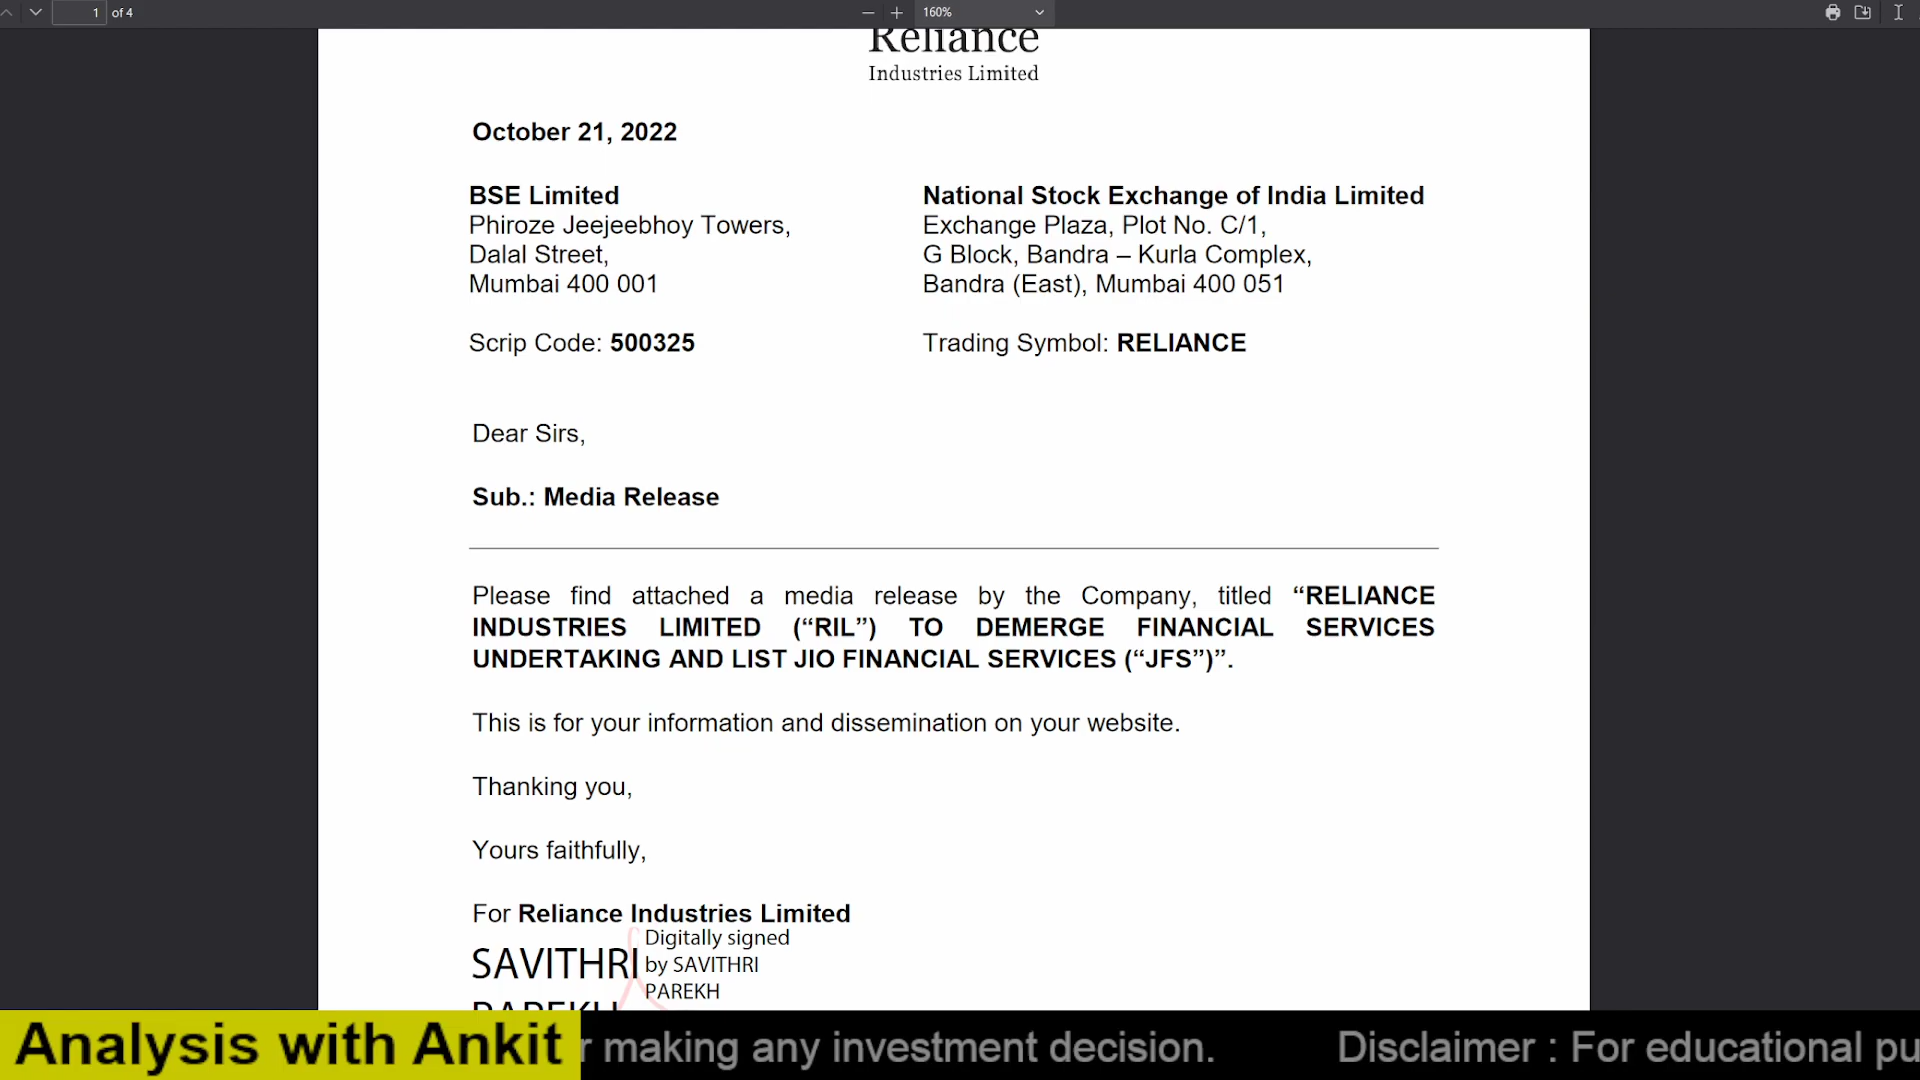 1 of 4 160%
Reliance
Industries Limited
October 21, 2022
BSE Limited
Phiroze Jeejeebhoy Towers,
Dalal Street,
Mumbai 400 001
National Stock Exchange of India Limited
Exchange Plaza, Plot No. C/1,
G Block, Bandra – Kurla Complex,
Bandra (East), Mumbai 400 051
Scrip Code: 500325
Trading Symbol: RELIANCE
Dear Sirs,
Sub.: Media Release
Please find attached a media release by the Company, titled “RELIANCE
INDUSTRIES LIMITED (“RIL”) TO DEMERGE FINANCIAL SERVICES
UNDERTAKING AND LIST JIO FINANCIAL SERVICES (“JFS”)”.
This is for your information and dissemination on your website.
Thanking you,
Yours faithfully,
For Reliance Industries Limited
SAVITHRI
PAREKH
Digitally signed
by SAVITHRI
PAREKH
Analysis with Ankit
r making any investment decision. Disclaimer : For educational pu